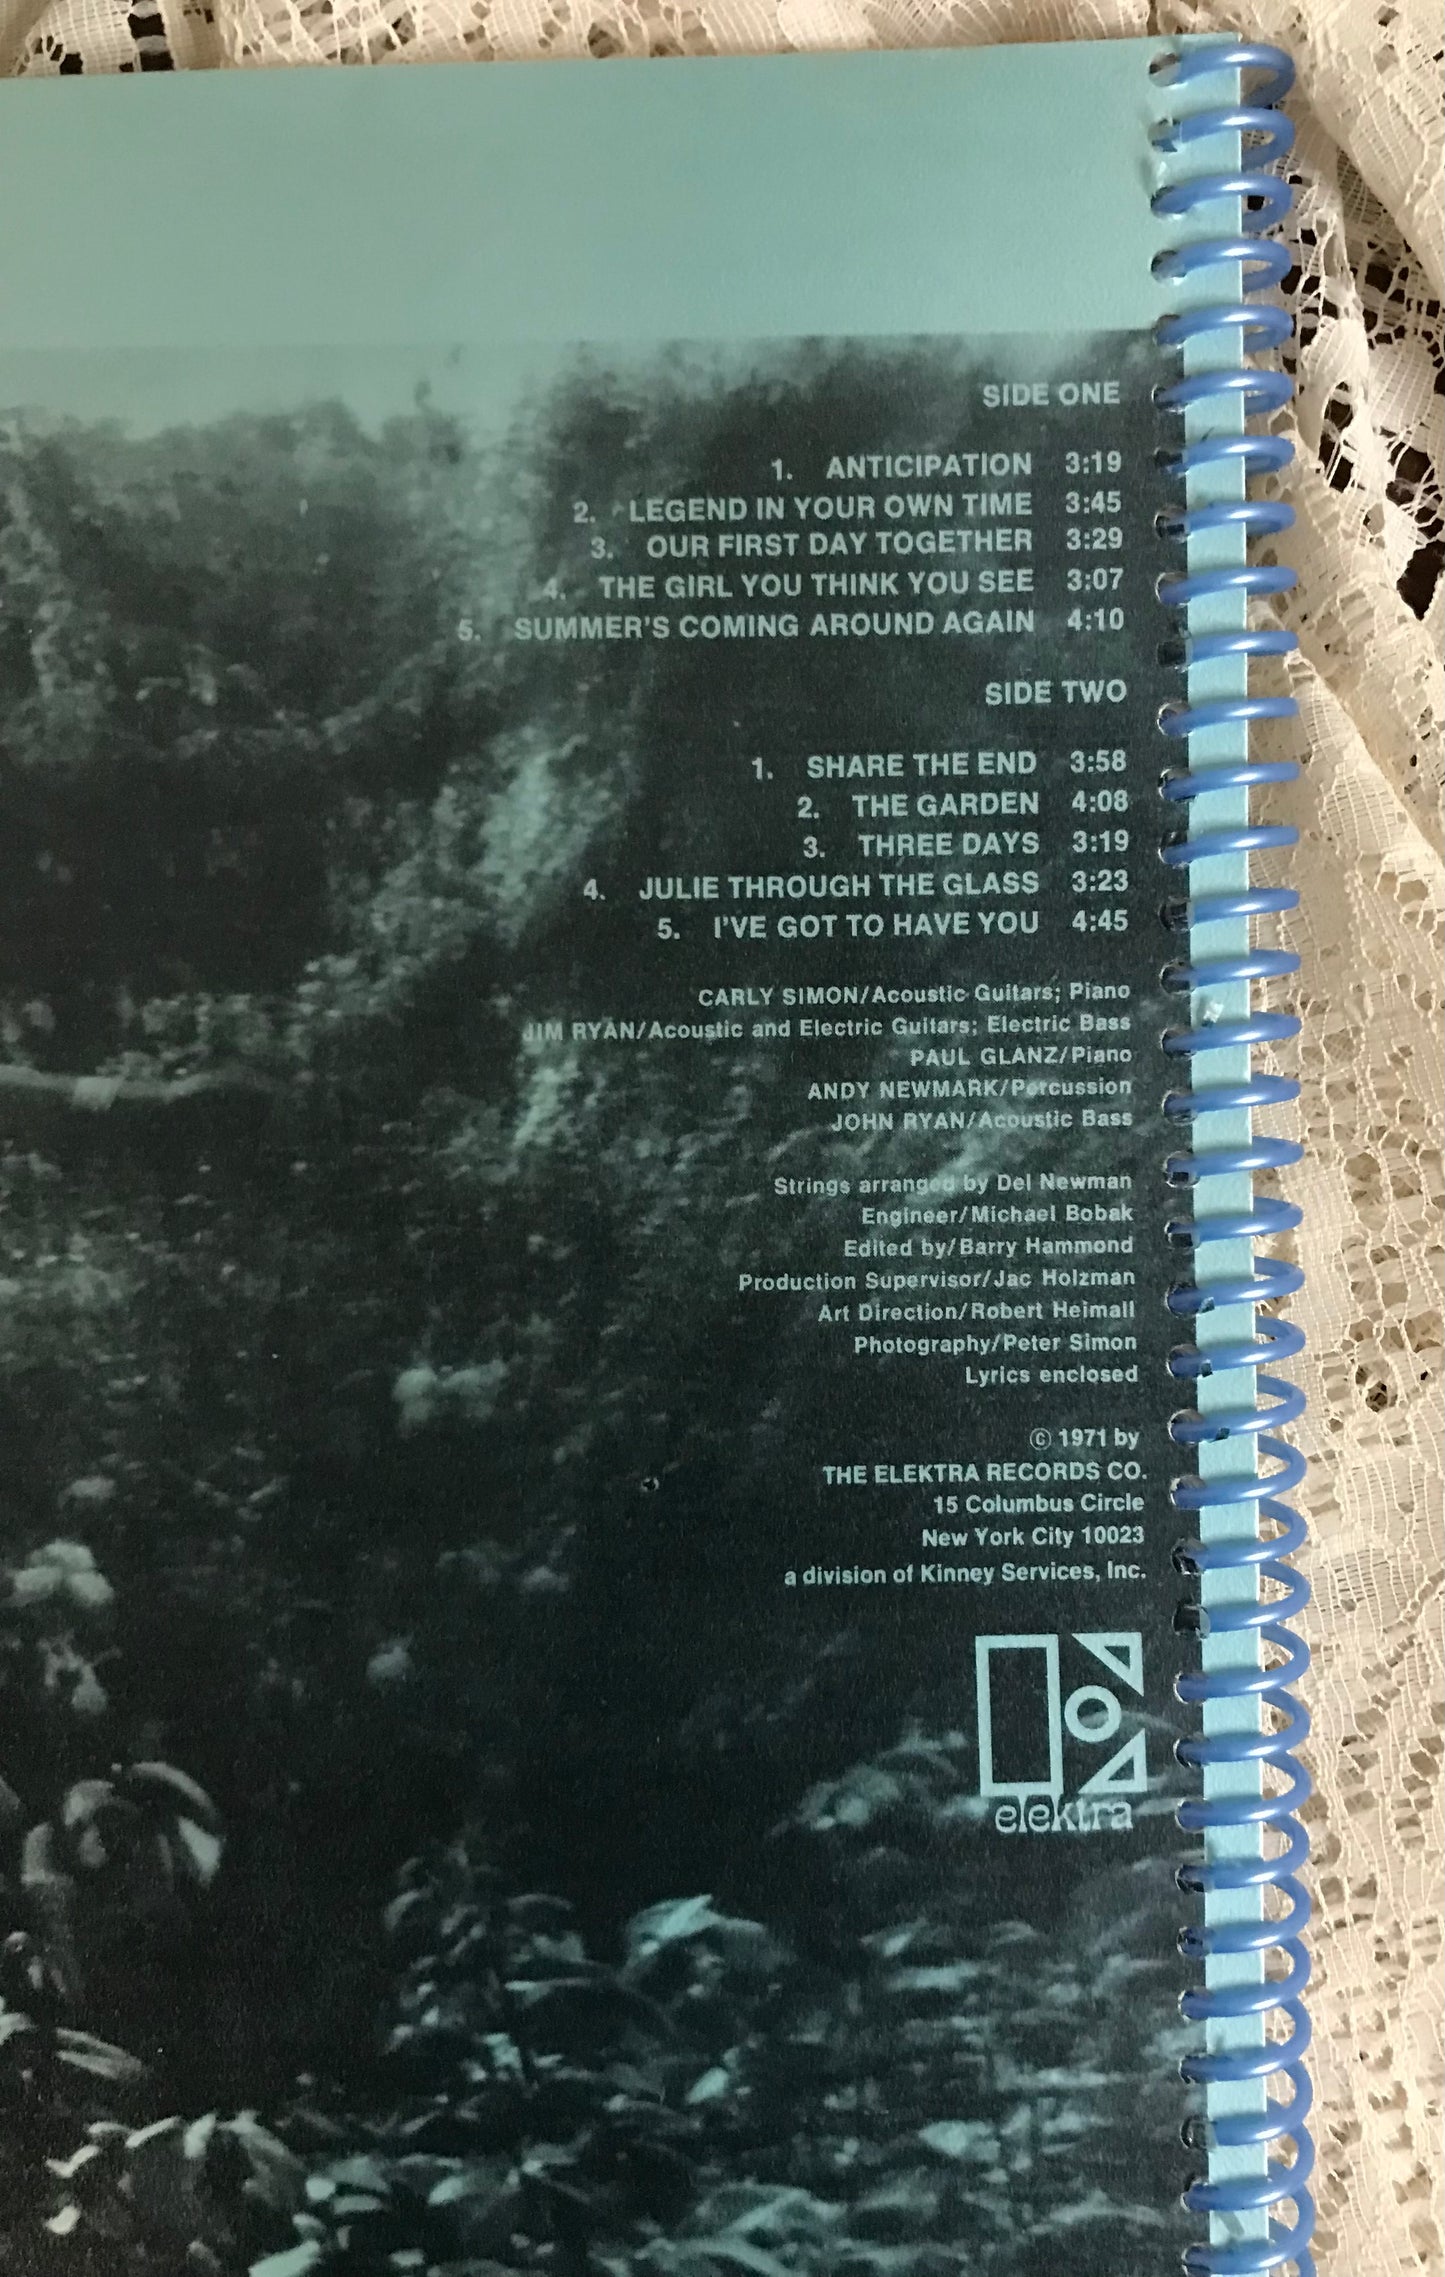 SIDE ONE
1. ANTICIPATION 3:19
2. LEGEND IN YOUR OWN TIME 3:45
3. OUR FIRST DAY TOGETHER 3:29
4. THE GIRL YOU THINK YOU SEE 3:07
5. SUMMER'S COMING AROUND AGAIN 4:10
SIDE TWO
1. SHARE THE END 3:58
2. THE GARDEN 4:08
3. THREE DAYS 3:19
4. JULIE THROUGH THE GLASS 3:23
5. I'VE GOT TO HAVE YOU 4:45
CARLY SIMON/Acoustic Guitars; Piano
JIM RYAN/Acoustic and Electric Guitars; Electric Bass
PAUL GLANZ/Piano
ANDY NEWMARK/Percussion
JOHN RYAN/Acoustic Bass
Strings arranged by Del Newman
Engineer/Michael Bobak
Edited by/Barry Hammond
Production Supervisor/Jac Holzman
Art Direction/Robert Heimall
Photography/Peter Simon
Lyrics enclosed
© 1971 by
THE ELEKTRA RECORDS CO.
15 Columbus Circle
New York City 10023
a division of Kinney Services, Inc.
elektra